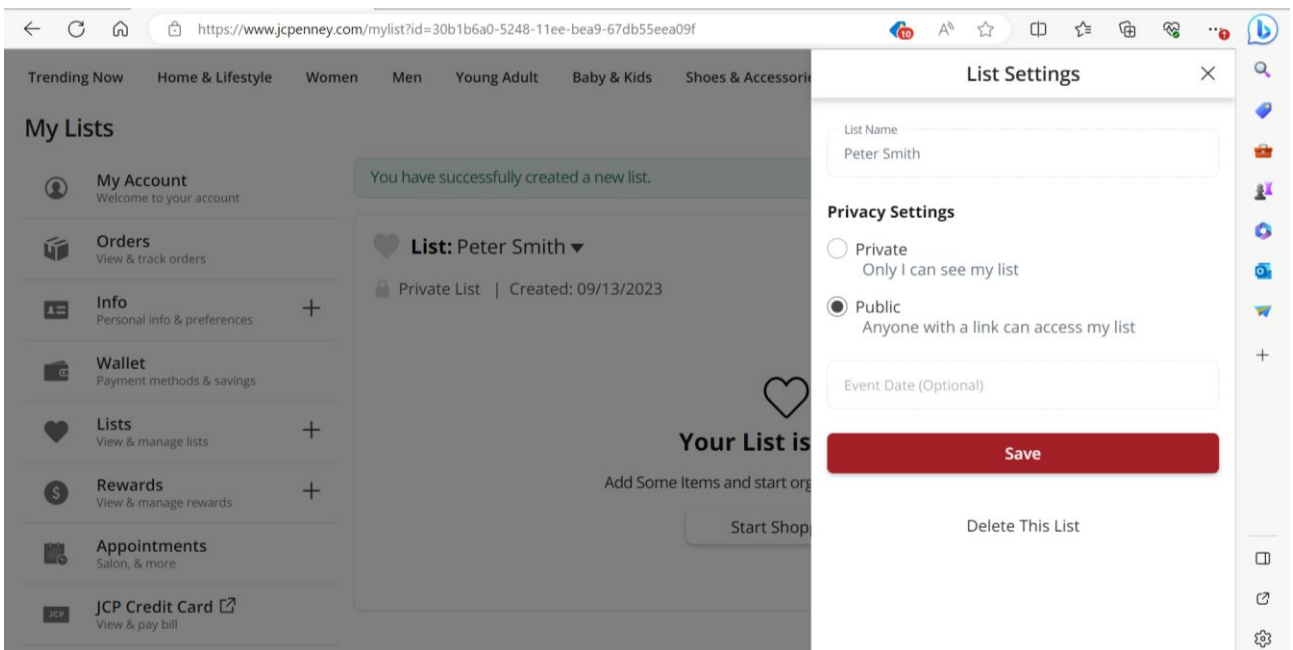 https://www.jcpenney.com/mylist?id=30b1b6a0-5248-11ee-bea9-67db55eea09f
10
Trending Now Home & Lifestyle Women Men Young Adult Baby & Kids Shoes & Accessorie
My Lists
My Account
Welcome to your account
Orders
View & track orders
Info
Personal info & preferences
Wallet
Payment methods & savings
Lists
View & manage lists
Rewards
View & manage rewards
Appointments
Salon, & more
JCP
JCP Credit Card
View & pay bill
You have successfully created a new list.
List: Peter Smith
Private List | Created: 09/13/2023
Your List is
Add Some Items and start org
Start Shop
List Settings
List Name
Peter Smith
Privacy Settings
Private
Only I can see my list
Public
Anyone with a link can access my list
Event Date (Optional)
Save
Delete This List